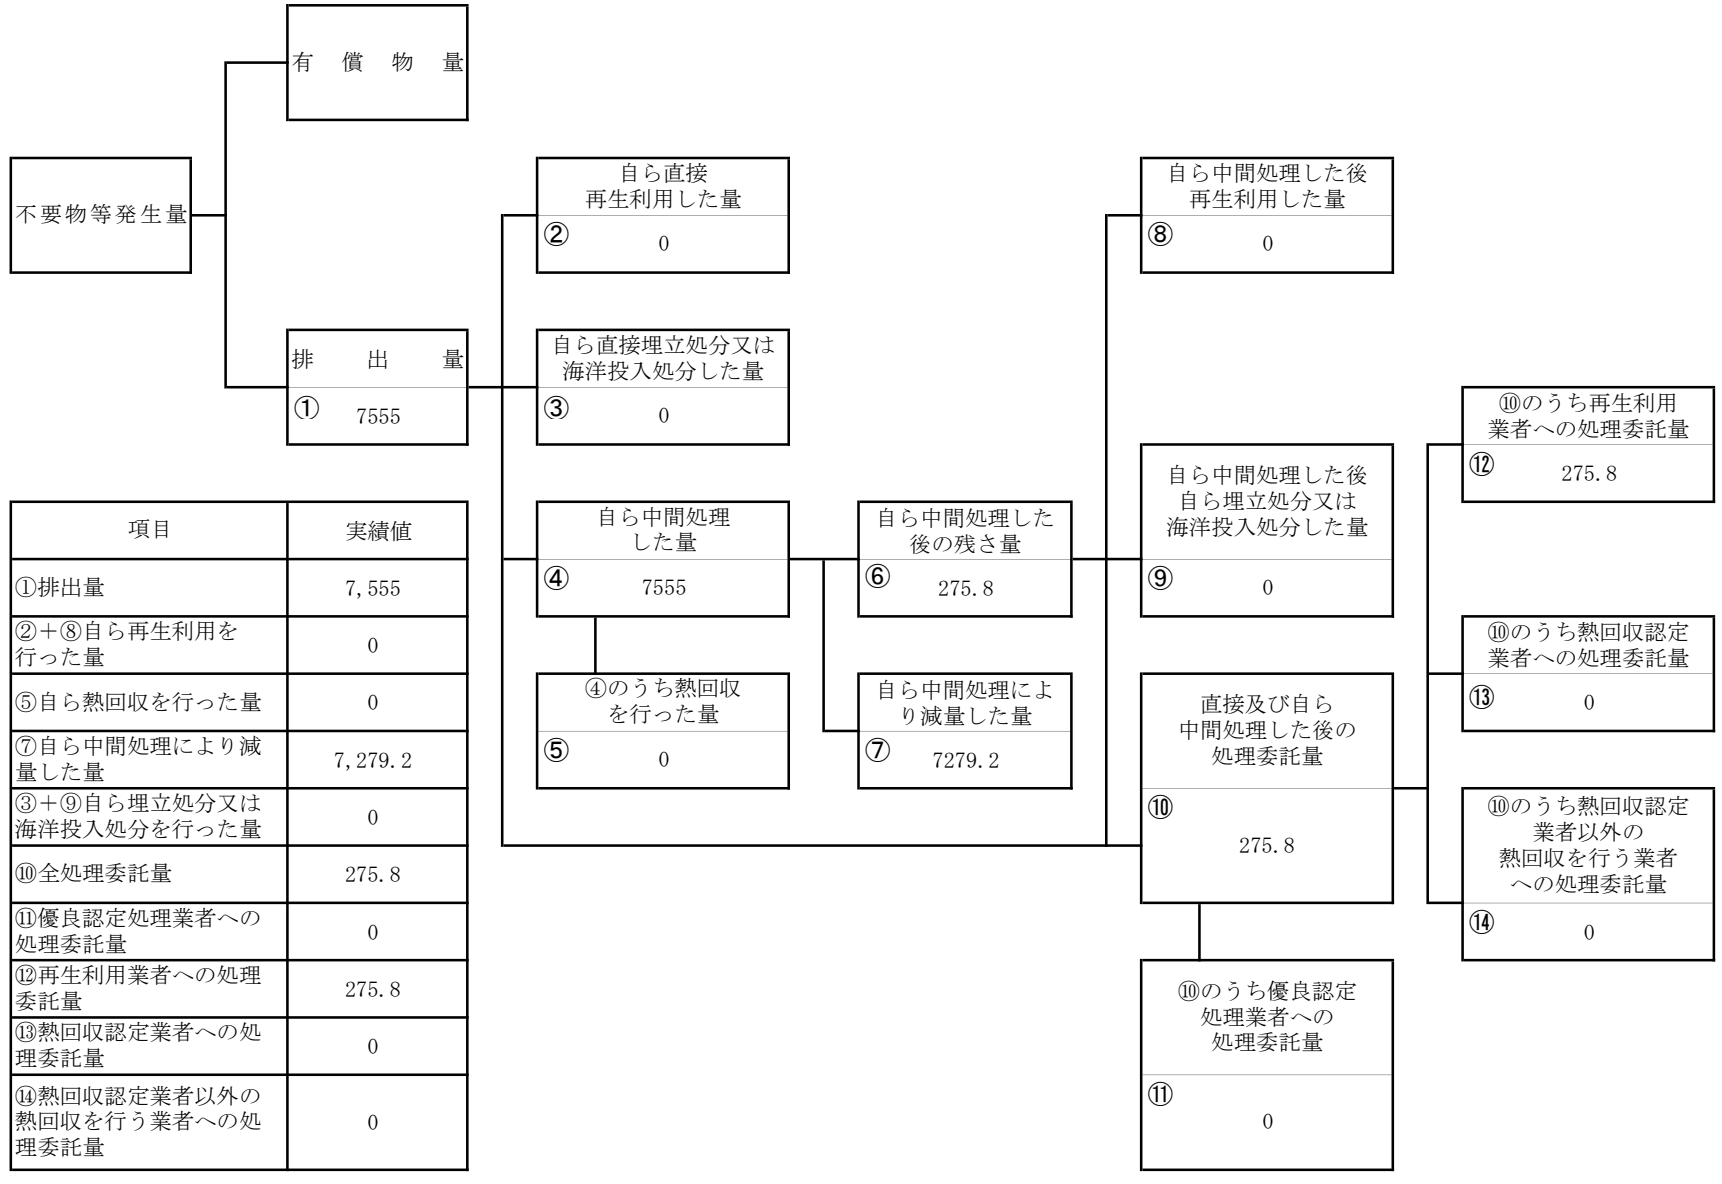 有償物量
不要物等発生量
排出量
① 7555
自ら直接
再生利用した量
② 0
自ら直接埋立処分又は
海洋投入処分した量
③ 0
自ら中間処理
した量
④ 7555
④のうち熱回収
を行った量
⑤ 0
自ら中間処理した
後の残さ量
⑥ 275.8
自ら中間処理によ
り減量した量
⑦ 7279.2
自ら中間処理した後
再生利用した量
⑧ 0
自ら中間処理した後
自ら埋立処分又は
海洋投入処分した量
⑨ 0
直接及び自ら
中間処理した後の
処理委託量
⑩
275.8
⑩のうち優良認定
処理業者への
処理委託量
⑪
0
⑩のうち再生利用
業者への処理委託量
⑫ 275.8
⑩のうち熱回収認定
業者への処理委託量
⑬ 0
⑩のうち熱回収認定
業者以外の
熱回収を行う業者
への処理委託量
⑭ 0
項目 実績値
①排出量 7,555
②+⑧自ら再生利用を
行った量 0
⑤自ら熱回収を行った量 0
⑦自ら中間処理により減
量した量 7,279.2
③+⑨自ら埋立処分又は
海洋投入処分を行った量 0
⑩全処理委託量 275.8
⑪優良認定処理業者への
処理委託量 0
⑫再生利用業者への処理
委託量 275.8
⑬熱回収認定業者への処
理委託量 0
⑭熱回収認定業者以外の
熱回収を行う業者への処
理委託量 0